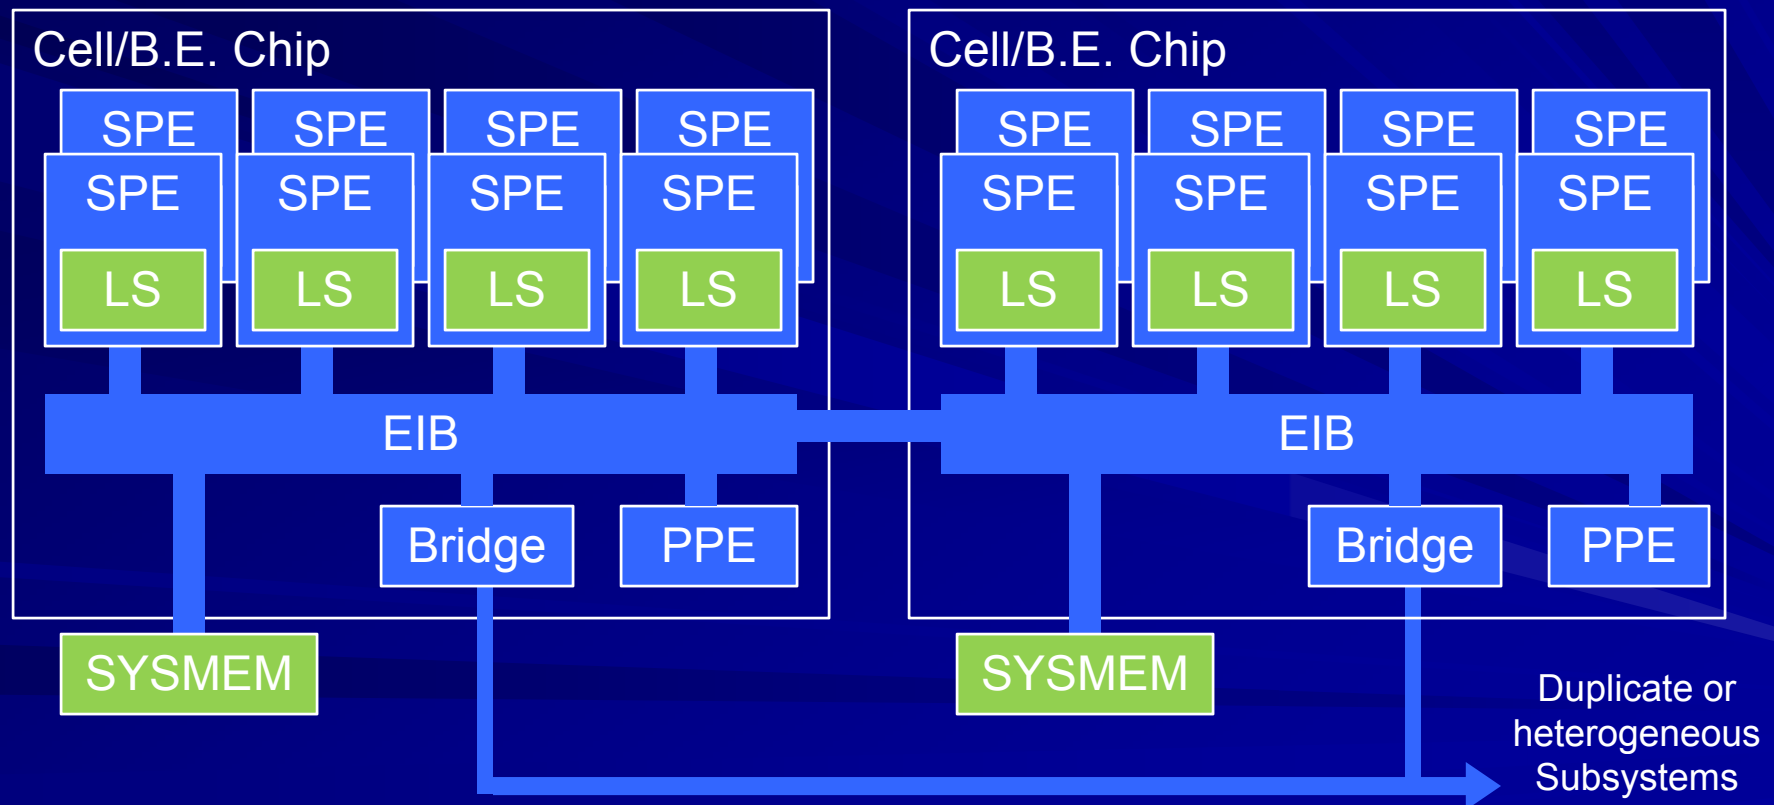 Cell/B.E. Chip
SPE SPE SPE SPE
SPE SPE SPE SPE
LS LS LS LS
EIB
Bridge PPE
SYSMEM
Cell/B.E. Chip
SPE SPE SPE SPE
SPE SPE SPE SPE
LS LS LS LS
EIB
Bridge PPE
SYSMEM
Duplicate or
heterogeneous
Subsystems